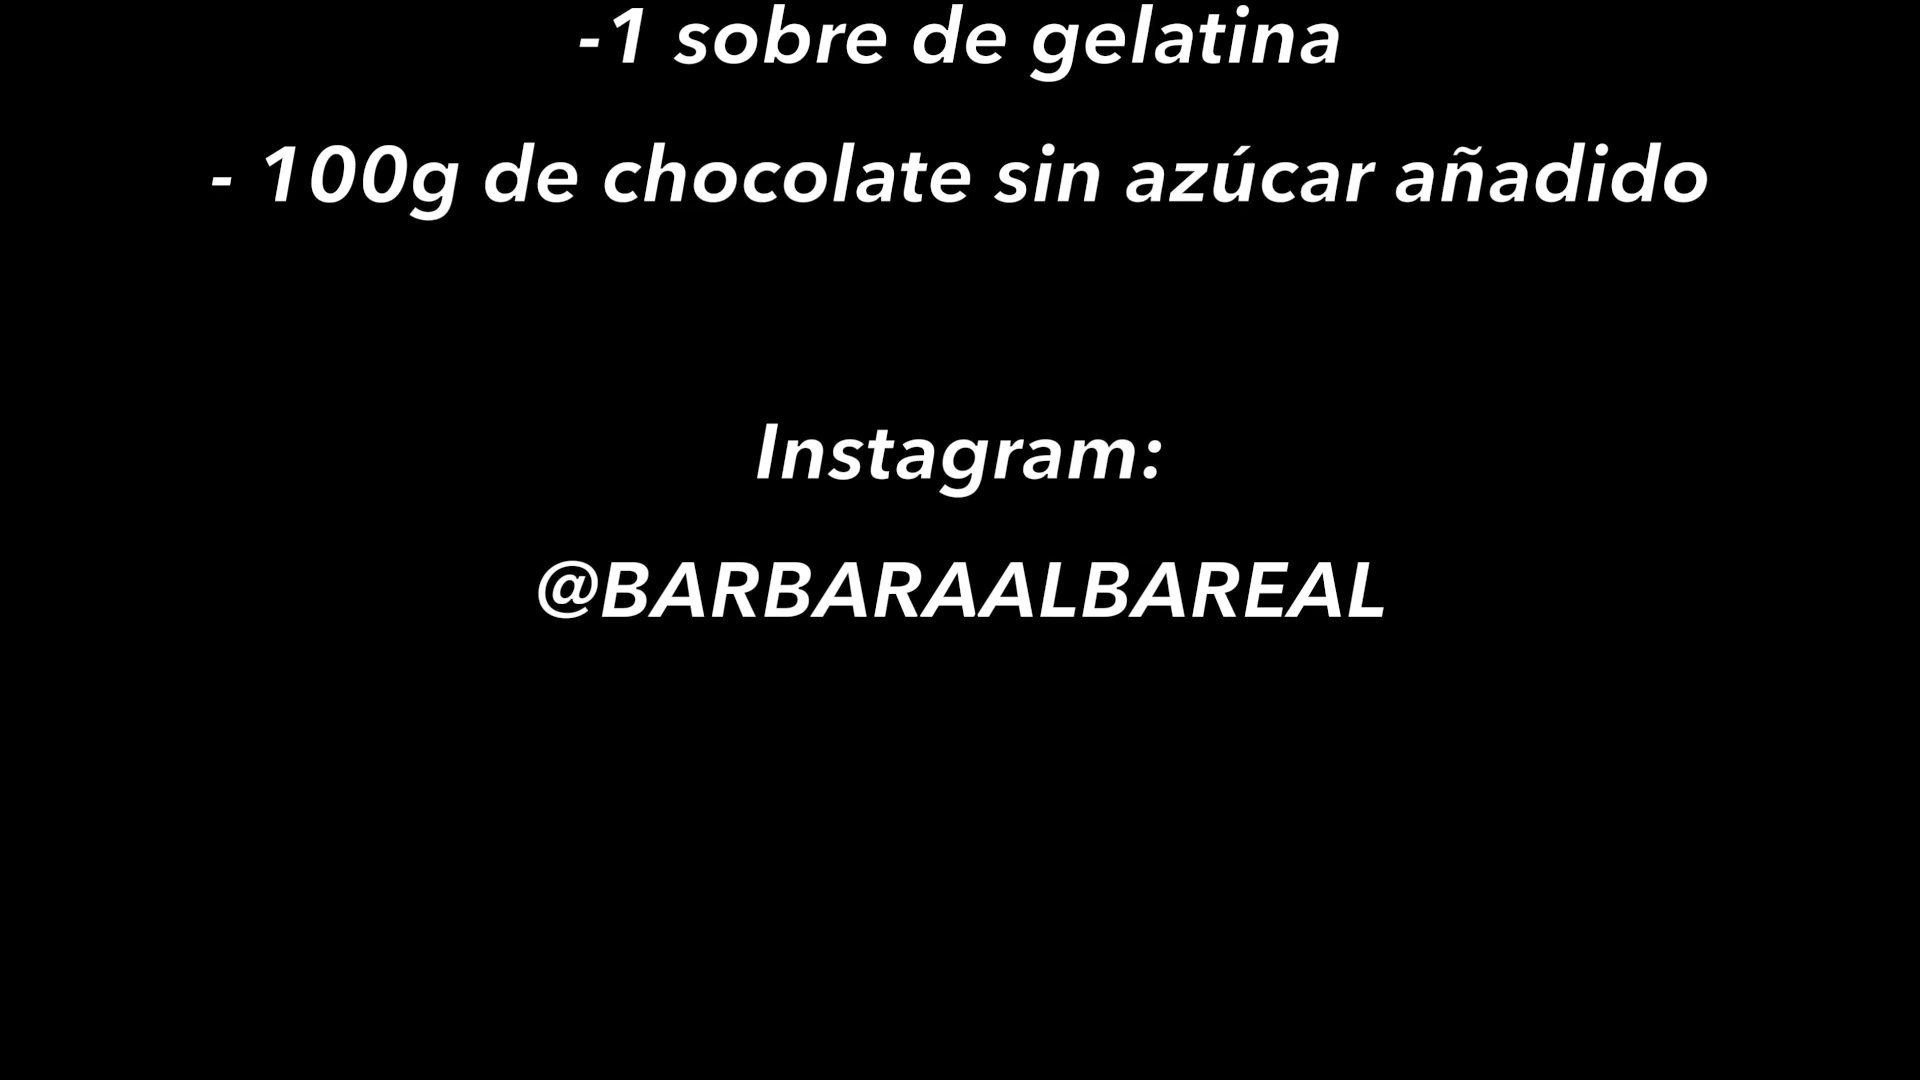 -1 sobre de gelatina
- 100g de chocolate sin azúcar añadido
Instagram:
@BARBARAALBAREAL